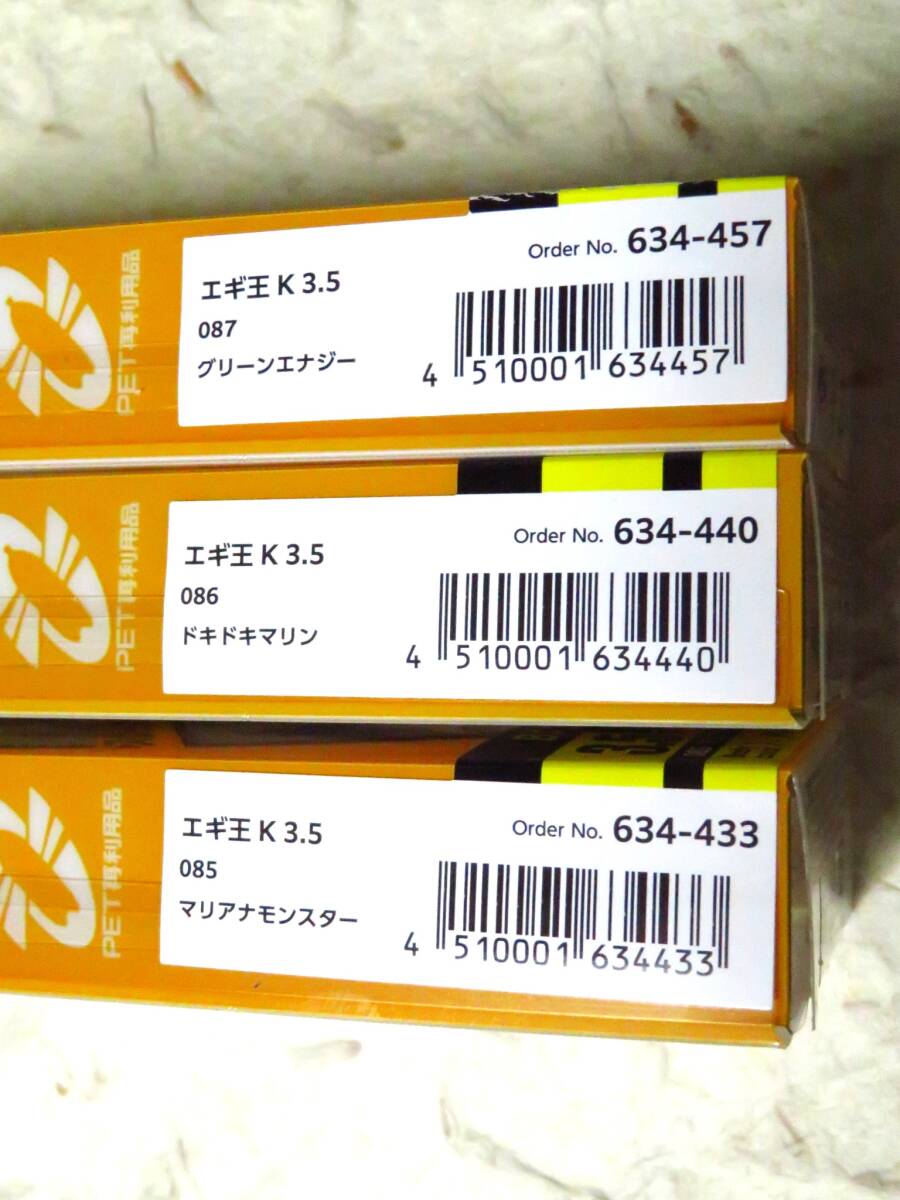 PET再利用品
エギ王 K 3.5
087
グリーンエナジー
Order No. 634-457
4 510001 634457
PET再利用品
エギ王 K 3.5
086
ドキドキマリン
Order No. 634-440
4 510001 634440
PET再利用品
エギ王 K 3.5
085
マリアナモンスター
Order No. 634-433
4 510001 634433